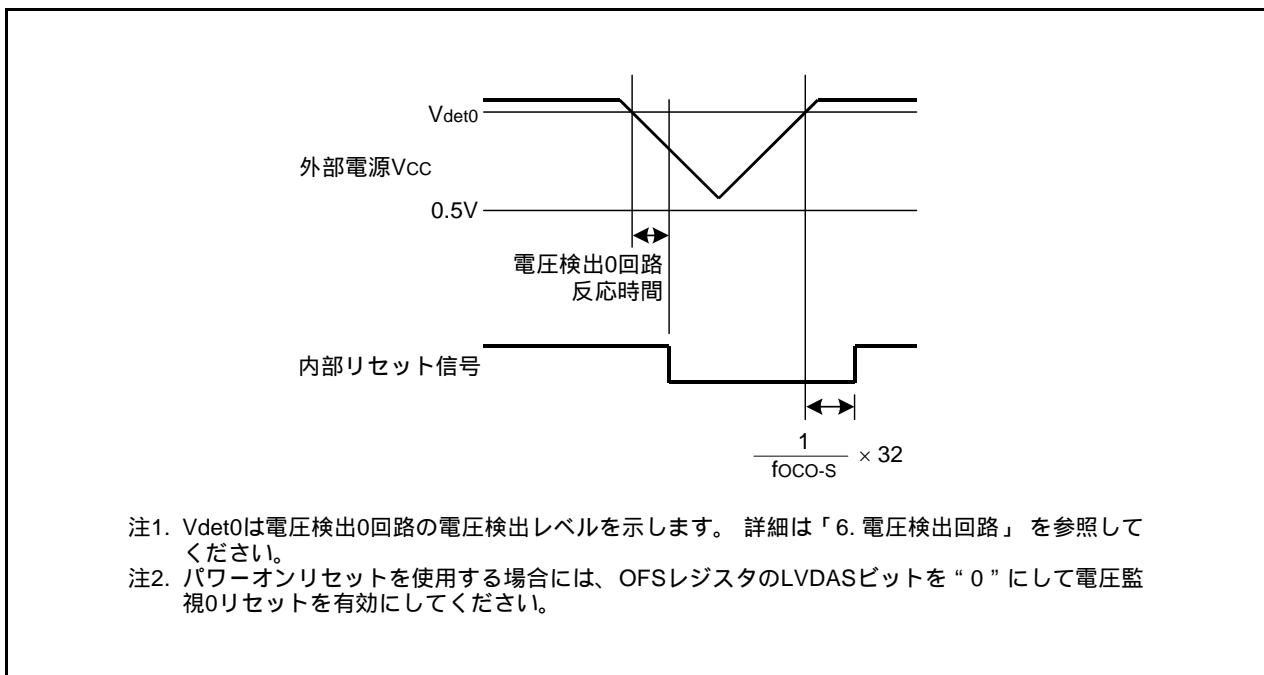 Vdet0
外部電源VCC
0.5V
電圧検出0回路
反応時間
内部リセット信号
1
fOCO-S
× 32
注1. Vdet0は電圧検出0回路の電圧検出レベルを示します。 詳細は「6. 電圧検出回路」 を参照して
ください。
注2. パワーオンリセットを使用する場合には、OFSレジスタのLVDASビットを “ 0 ” にして電圧監
視0リセットを有効にしてください。